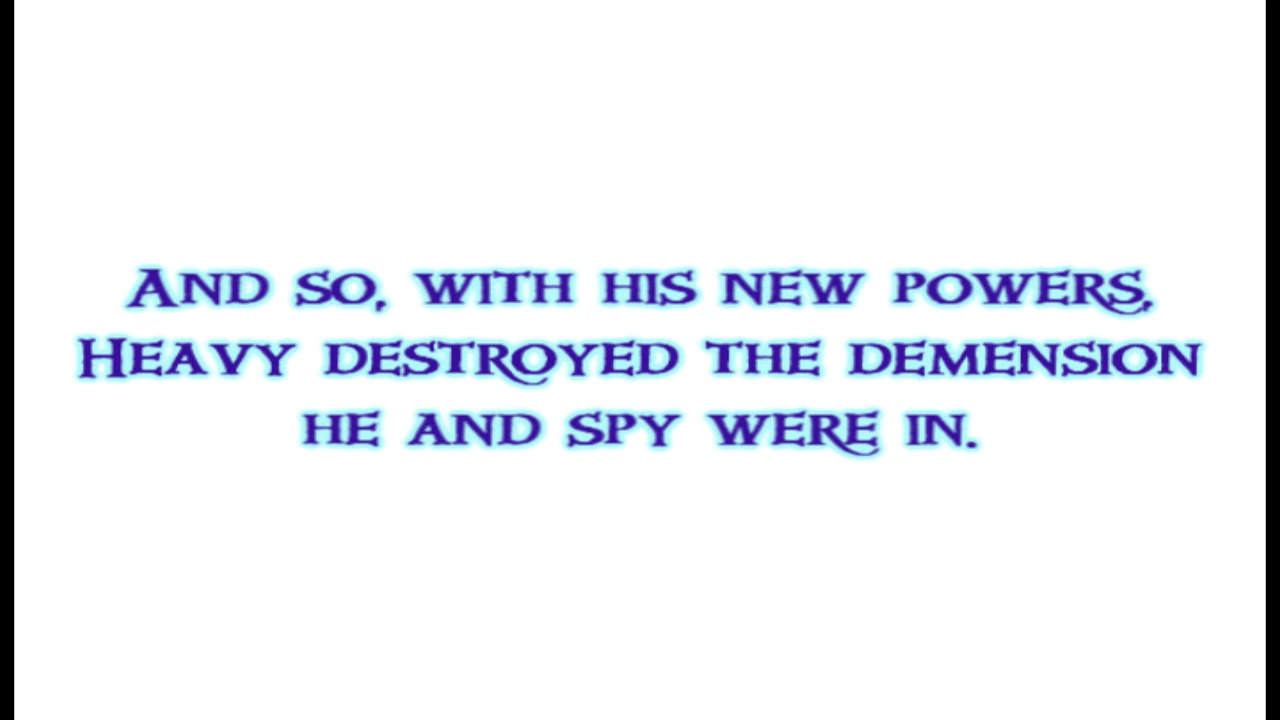 And so, with his new powers,
Heavy destroyed the demension
he and spy were in.